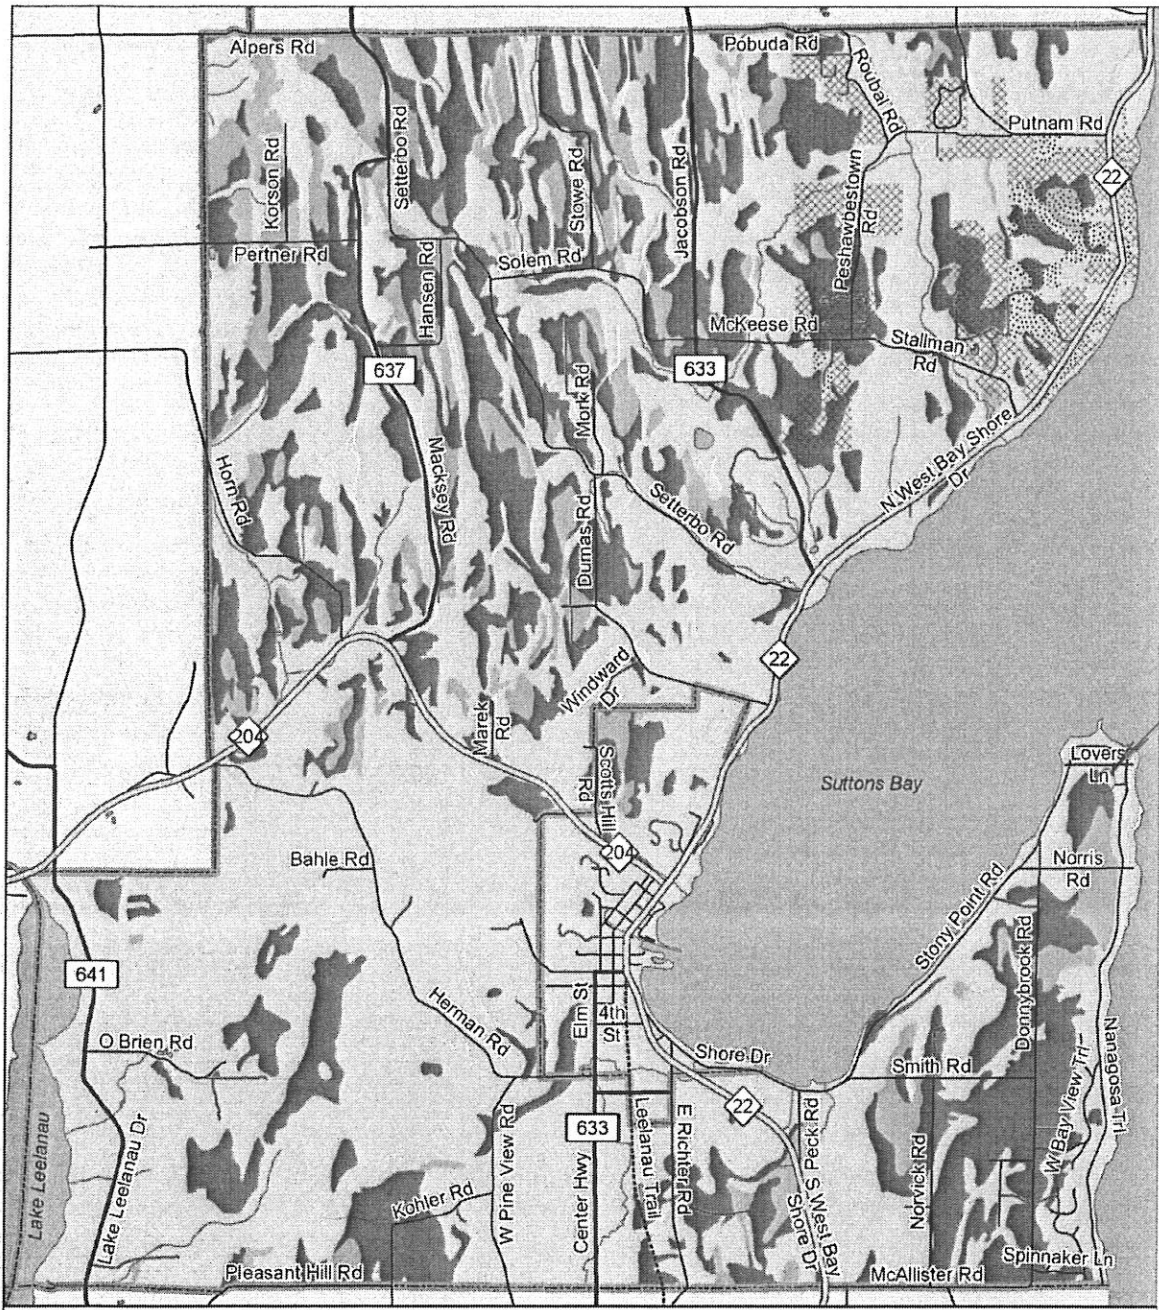 Alpers Rd
Pobuda Rd
Roubal Rd
Putnam Rd
Setterbo Rd
Korson Rd
Stowe Rd
Jacobson Rd
22
Peshawbestown
Rd
Pertner Rd
Hansen Rd
Solem Rd
McKeese Rd
Stallman
Rd
637
633
Mork Rd
Horn Rd
Macksey Rd
N West Bay Shore
Dr
Setterbo Rd
Dumas Rd
22
Windward
Dr
Marek
Rd
204
Scotts Hill
Rd
Suttons Bay
Lovers
Ln
204
Bahle Rd
Norris
Rd
Stony Point Rd
Donnybrook Rd
641
Herman Rd
Elm St
4th
St
O Brien Rd
Shore Dr
Smith Rd
Nanagosa Trl
W Bay View Trl
22
Lake Leelanau
Lake Leelanau Dr
W Pine View Rd
633
Center Hwy
Leelanau Trail
E Richter Rd
S Peck Rd
S West Bay
Shore Dr
Norvick Rd
Kohler Rd
Spinnaker Ln
Pleasant Hill Rd
McAllister Rd